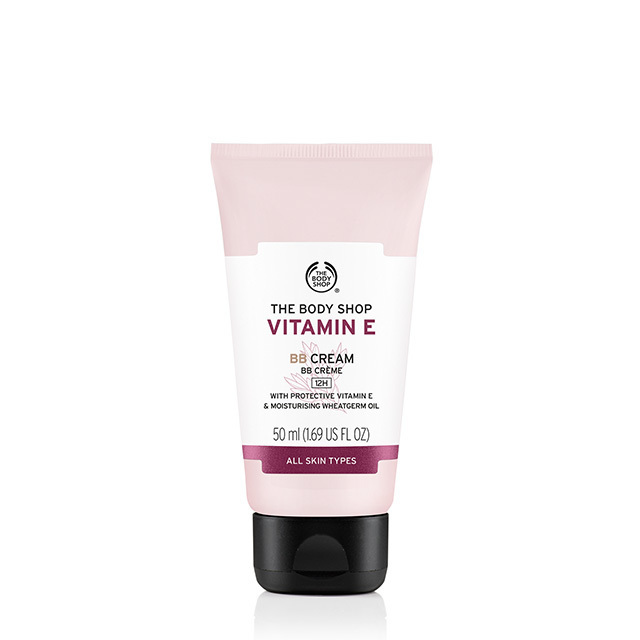 THE
BODY
SHOP
®
THE BODY SHOP
VITAMIN E
BB CREAM
BB CRÈME
12H
WITH PROTECTIVE VITAMIN E
& MOISTURISING WHEATGERM OIL
50 ml (1.69 US FL OZ)
ALL SKIN TYPES